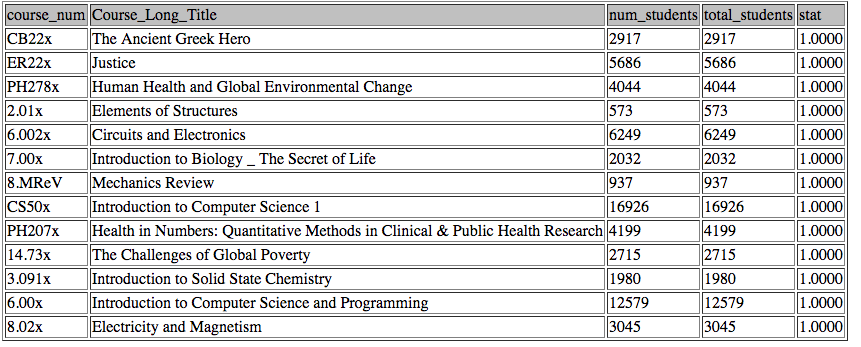 course_num Course_Long_Title num_students total_students stat
CB22x The Ancient Greek Hero 2917 2917 1.0000
ER22x Justice 5686 5686 1.0000
PH278x Human Health and Global Environmental Change 4044 4044 1.0000
2.01x Elements of Structures 573 573 1.0000
6.002x Circuits and Electronics 6249 6249 1.0000
7.00x Introduction to Biology _ The Secret of Life 2032 2032 1.0000
8.MReV Mechanics Review 937 937 1.0000
CS50x Introduction to Computer Science 1 16926 16926 1.0000
PH207x Health in Numbers: Quantitative Methods in Clinical & Public Health Research 4199 4199 1.0000
14.73x The Challenges of Global Poverty 2715 2715 1.0000
3.091x Introduction to Solid State Chemistry 1980 1980 1.0000
6.00x Introduction to Computer Science and Programming 12579 12579 1.0000
8.02x Electricity and Magnetism 3045 3045 1.0000